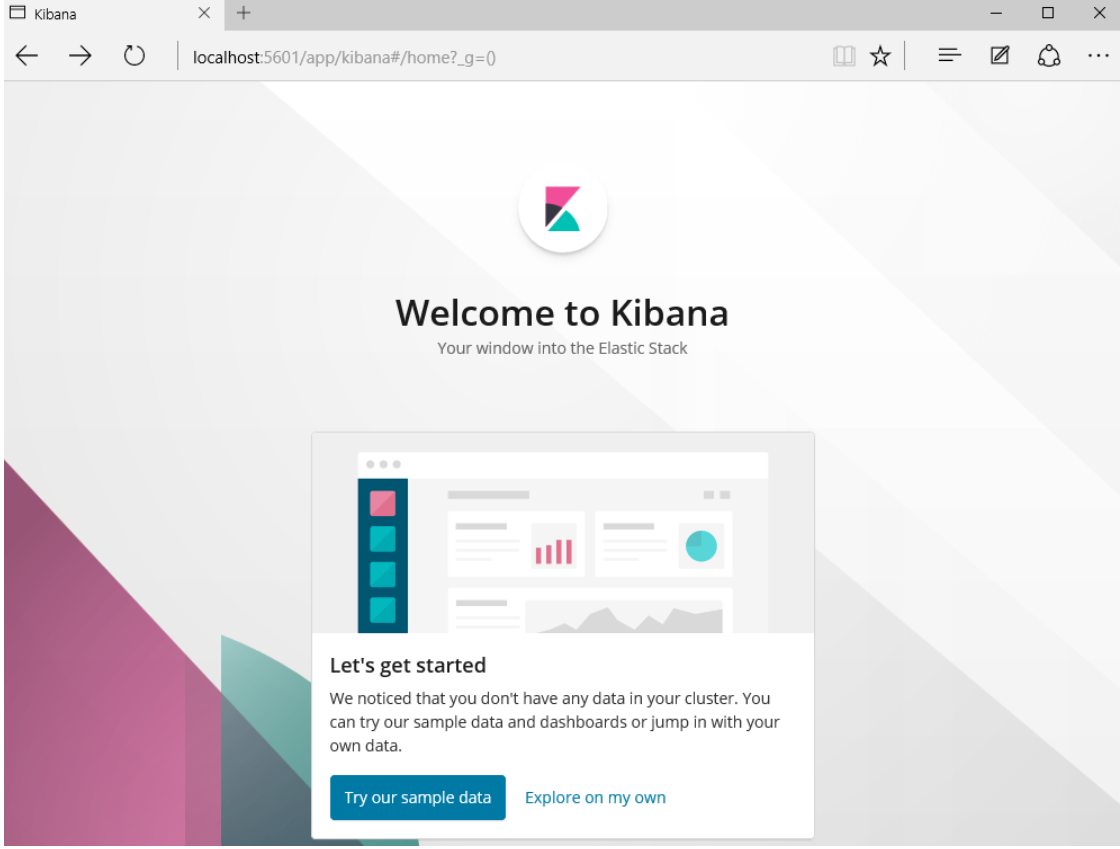 Kibana
localhost:5601/app/kibana#/home?_g=()
Welcome to Kibana
Your window into the Elastic Stack
Let's get started
We noticed that you don't have any data in your cluster. You
can try our sample data and dashboards or jump in with your
own data.
Try our sample data Explore on my own